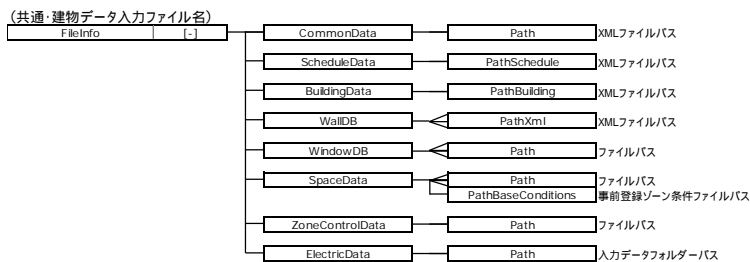 (共通・建物データ入力ファイル名)
FileInfo [-] CommonData Path XMLファイルパス
ScheduleData PathSchedule XMLファイルパス
BuildingData PathBuilding XMLファイルパス
WallDB PathXml XMLファイルパス
WindowDB Path ファイルパス
SpaceData Path ファイルパス
PathBaseConditions 事前登録ゾーン条件ファイルパス
ZoneControlData Path ファイルパス
ElectricData Path 入力データフォルダーパス